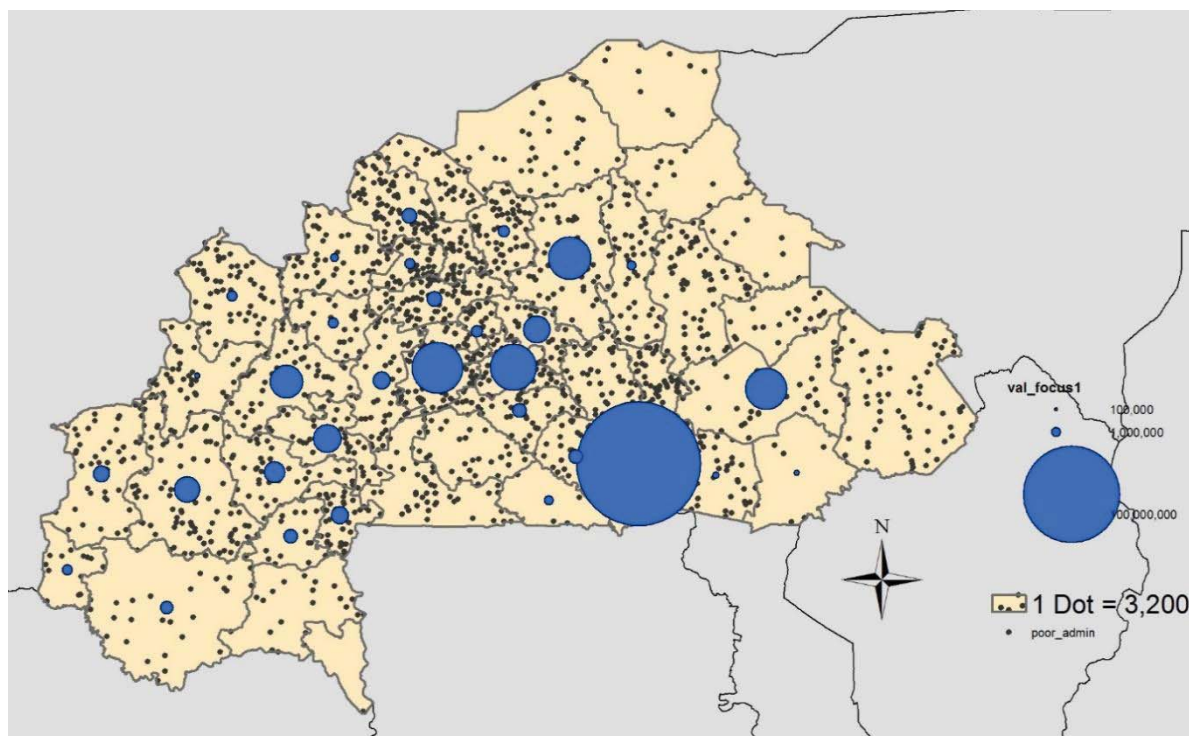 val_focus1
100,000
1,000,000
100,000,000
N
1 Dot = 3,200
poor_admin